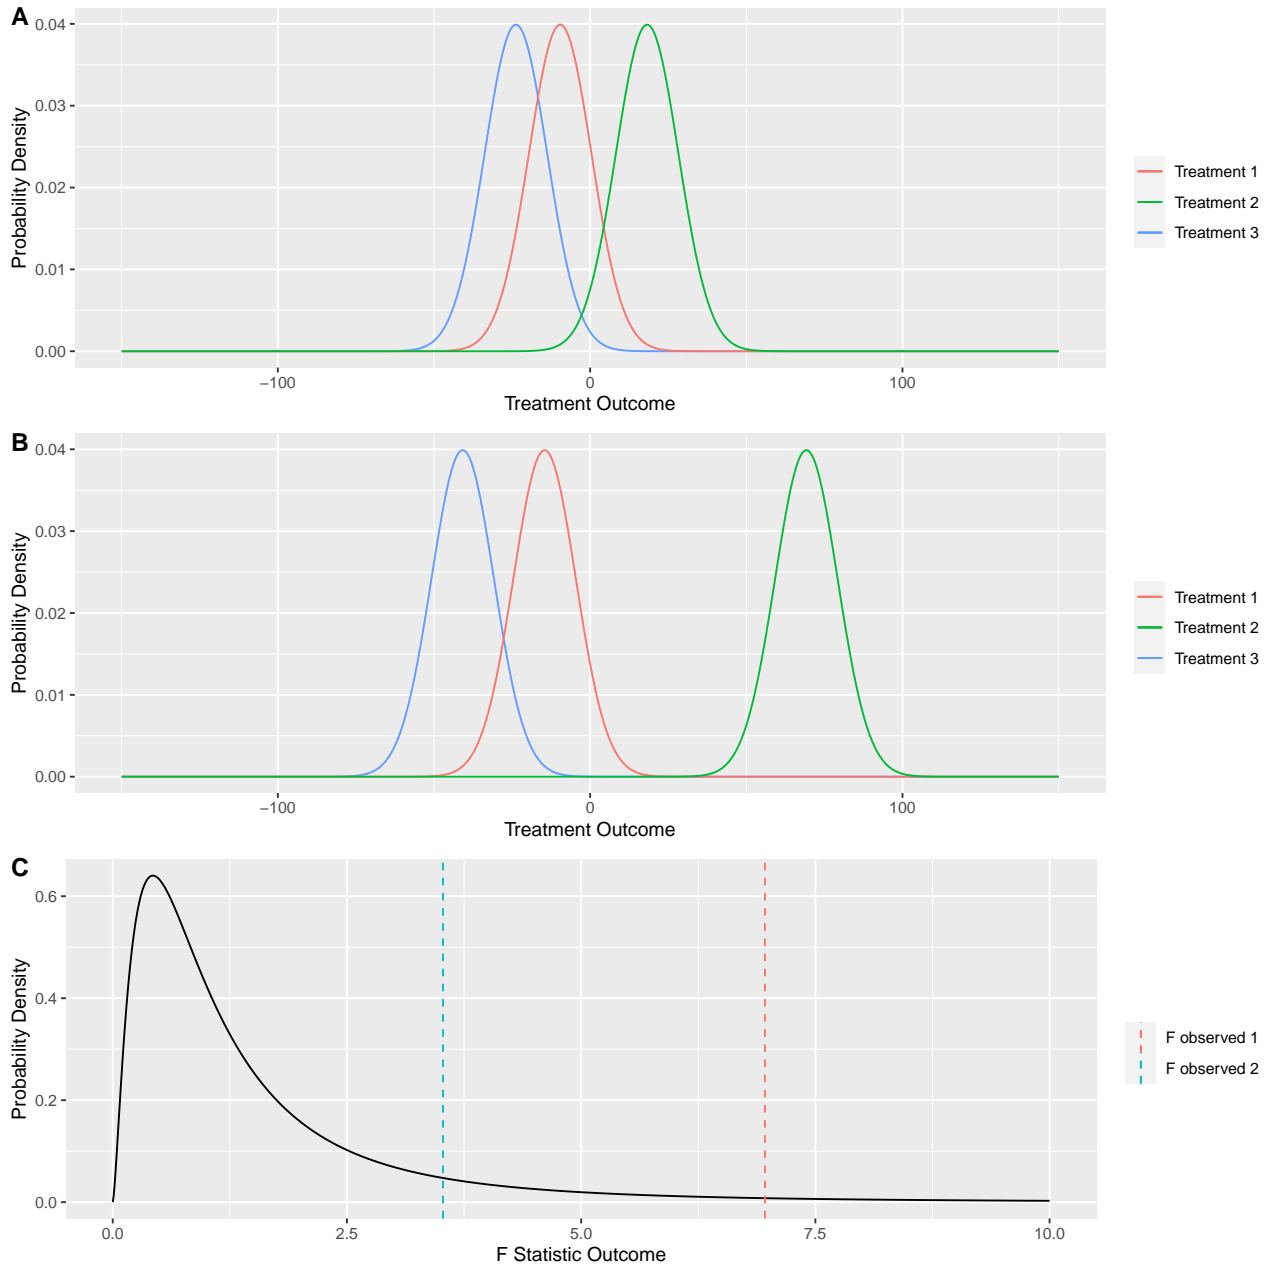 A
0.04
0.03
0.02
0.01
0.00
Probability Density
−100 0 100
Treatment Outcome
Treatment 1
Treatment 2
Treatment 3
B
0.04
0.03
0.02
0.01
0.00
Probability Density
−100 0 100
Treatment Outcome
Treatment 1
Treatment 2
Treatment 3
C
0.6
0.4
0.2
0.0
Probability Density
0.0 2.5 5.0 7.5 10.0
F Statistic Outcome
F observed 1
F observed 2